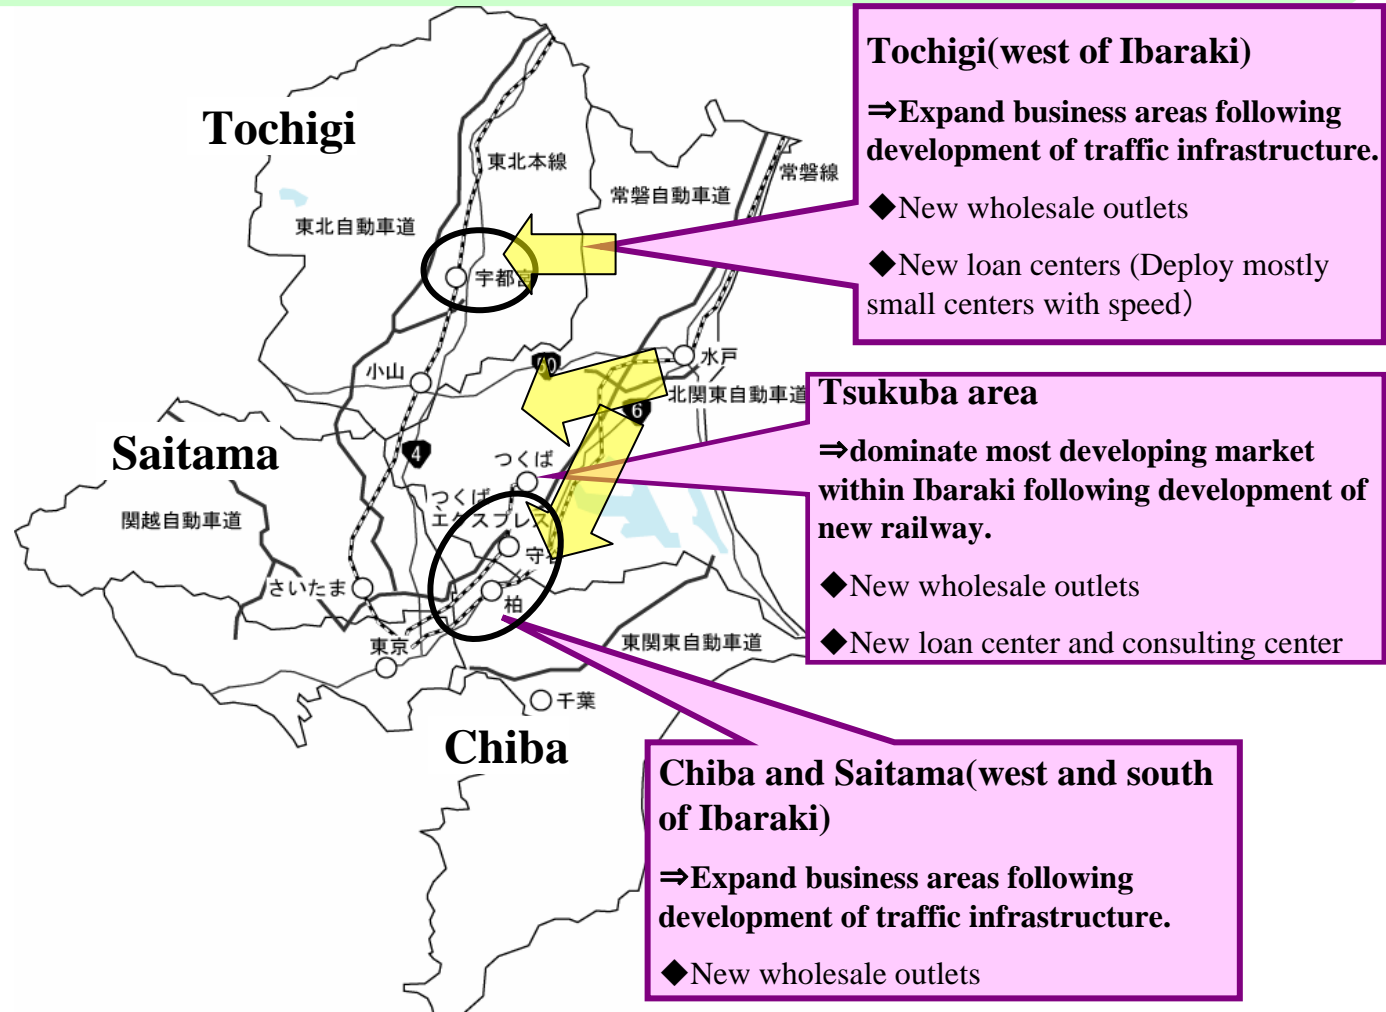 Tochigi
Saitama
Chiba
東北本線
常磐線
常磐自動車道
東北自動車道
宇都宮
水戸
小山
50
北関東自動車道
6
4
つくば
つくば
エクスプレス
関越自動車道
守谷
さいたま
柏
東京
東関東自動車道
千葉
Tochigi(west of Ibaraki)
⇒Expand business areas following
development of traffic infrastructure.
◆New wholesale outlets
◆New loan centers (Deploy mostly
small centers with speed）
Tsukuba area
⇒dominate most developing market
within Ibaraki following development of
new railway.
◆New wholesale outlets
◆New loan center and consulting center
Chiba and Saitama(west and south
of Ibaraki)
⇒Expand business areas following
development of traffic infrastructure.
◆New wholesale outlets